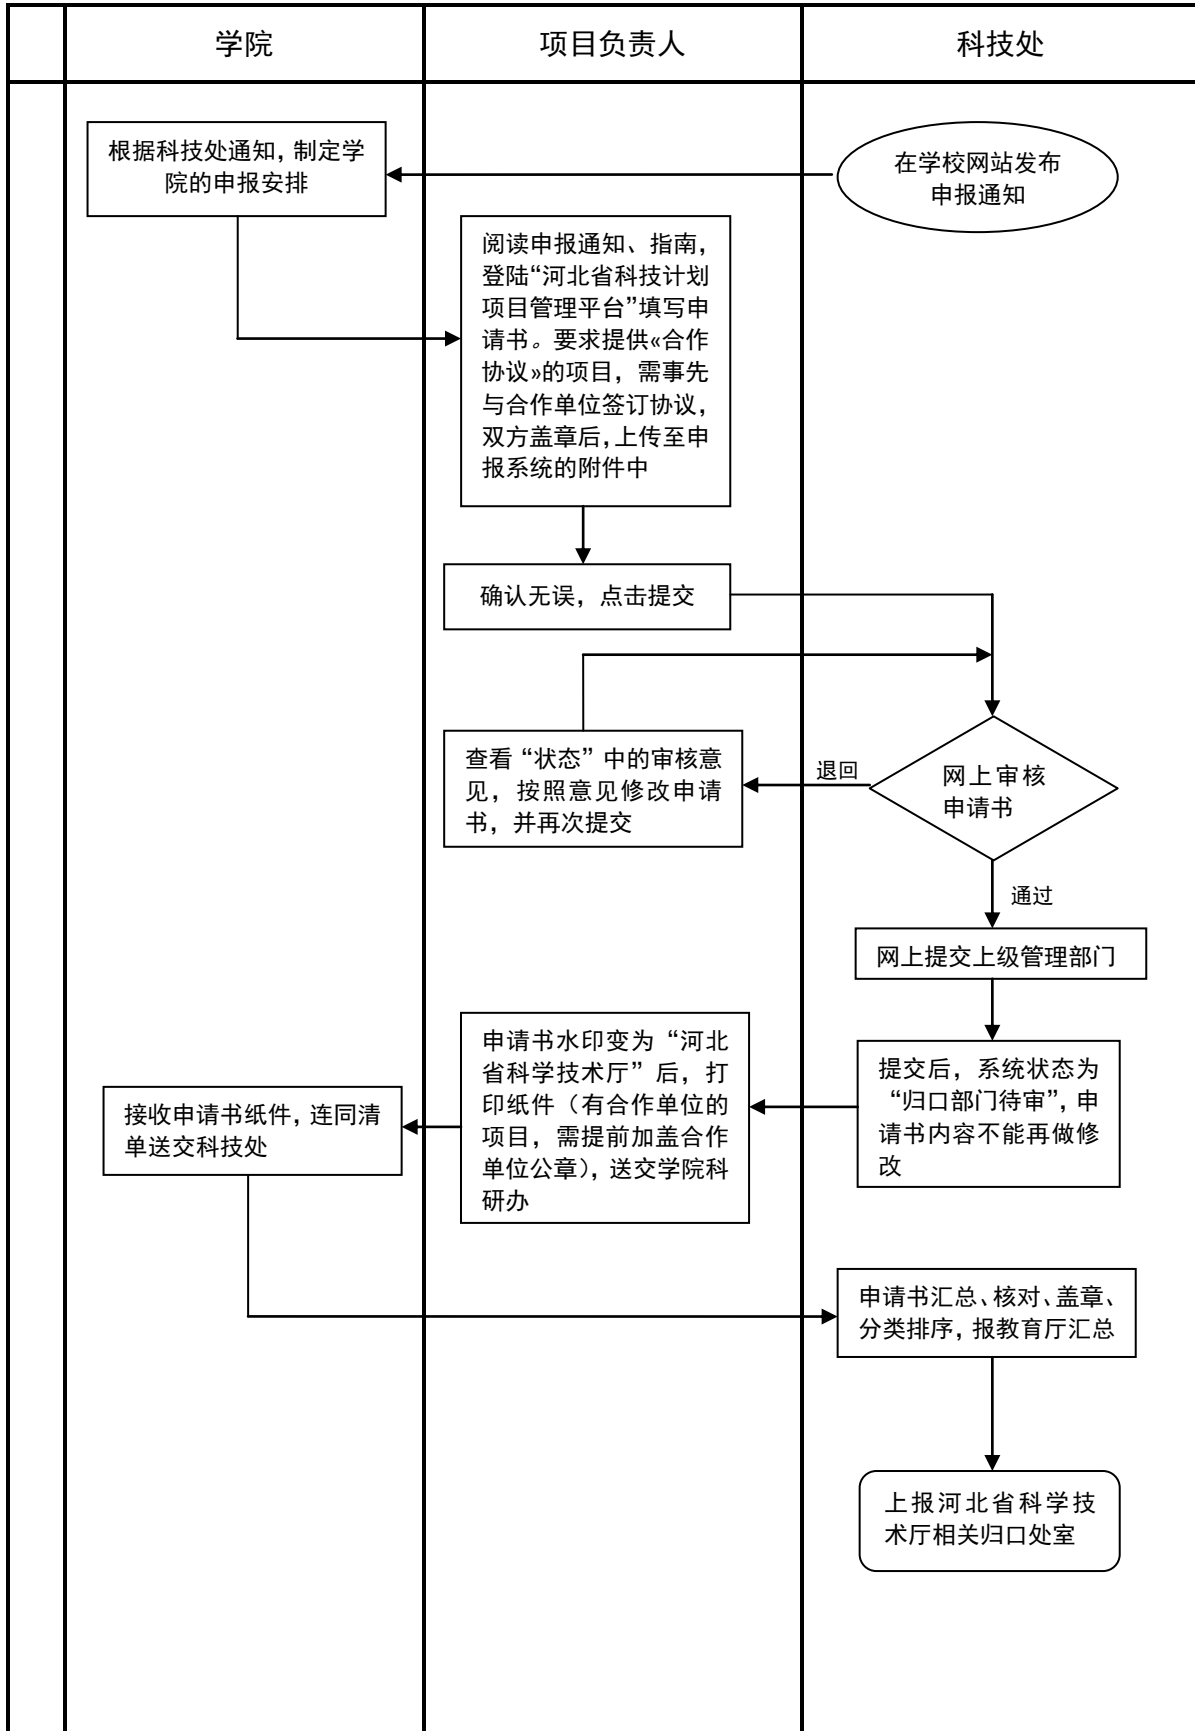 学院
项目负责人
科技处
在学校网站发布
申报通知
根据科技处通知，制定学
院的申报安排
阅读申报通知、指南，
登陆“河北省科技计划
项目管理平台”填写申
请书。要求提供«合作
协议»的项目，需事先
与合作单位签订协议，
双方盖章后，上传至申
报系统的附件中
确认无误，点击提交
网上审核
申请书
退回
查看“状态”中的审核意
见，按照意见修改申请
书，并再次提交
通过
网上提交上级管理部门
提交后，系统状态为
“归口部门待审”，申
请书内容不能再做修
改
申请书水印变为“河北
省科学技术厅”后，打
印纸件（有合作单位的
项目，需提前加盖合作
单位公章），送交学院科
研办
接收申请书纸件，连同清
单送交科技处
申请书汇总、核对、盖章、
分类排序，报教育厅汇总
上报河北省科学技
术厅相关归口处室